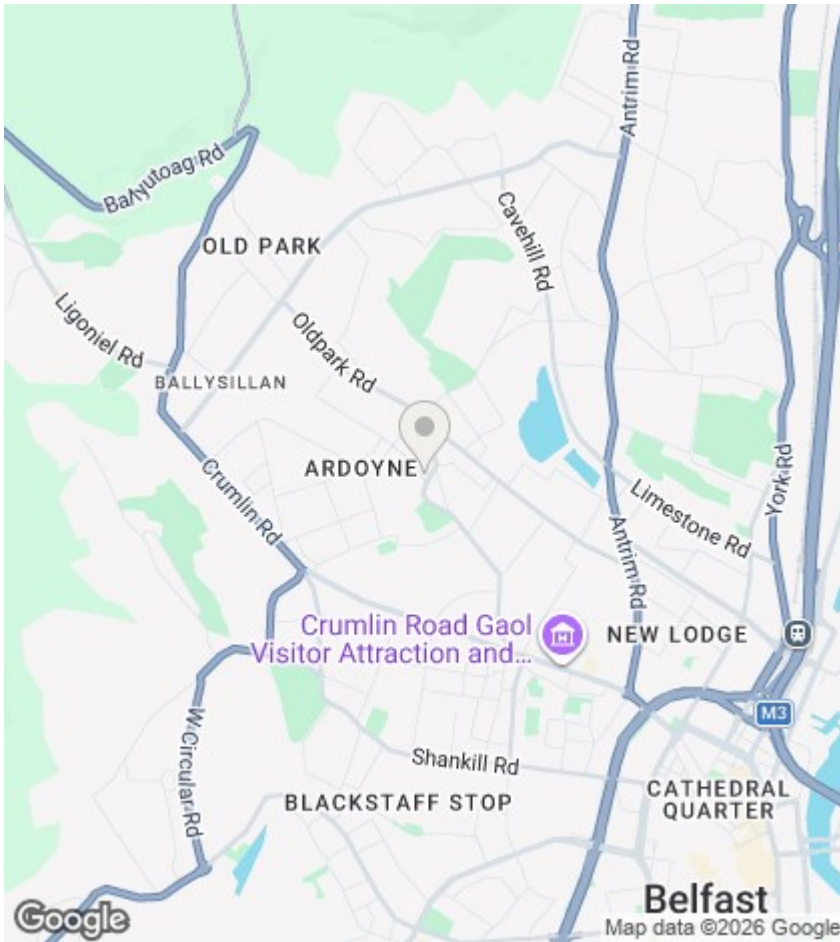 Antrim Rd
Ballyutoag Rd
Cavehill Rd
OLD PARK
Ligoniel Rd
Oldpark Rd
BALLYSILLAN
ARDOYNE
Crumlin Rd
Limestone Rd
York Rd
Antrim Rd
Crumlin Road Gaol
Visitor Attraction and...
NEW LODGE
M3
W Circular Rd
Shankill Rd
CATHEDRAL
QUARTER
BLACKSTAFF STOP
Belfast
Google
Map data ©2026 Google